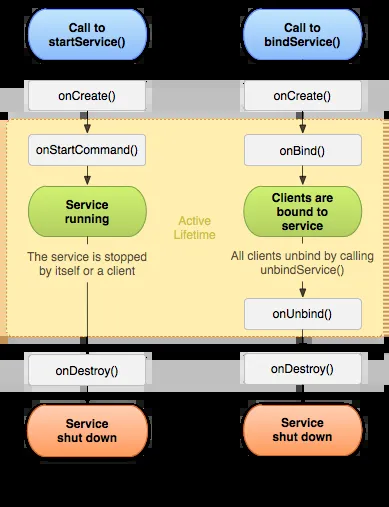 Call to
startService()
onCreate()
onStartCommand()
Service
running
The service is stopped
by itself or a client
onDestroy()
Service
shut down
Active
Lifetime
Call to
bindService()
onCreate()
onBind()
Clients are
bound to
service
All clients unbind by calling
unbindService()
onUnbind()
onDestroy()
Service
shut down